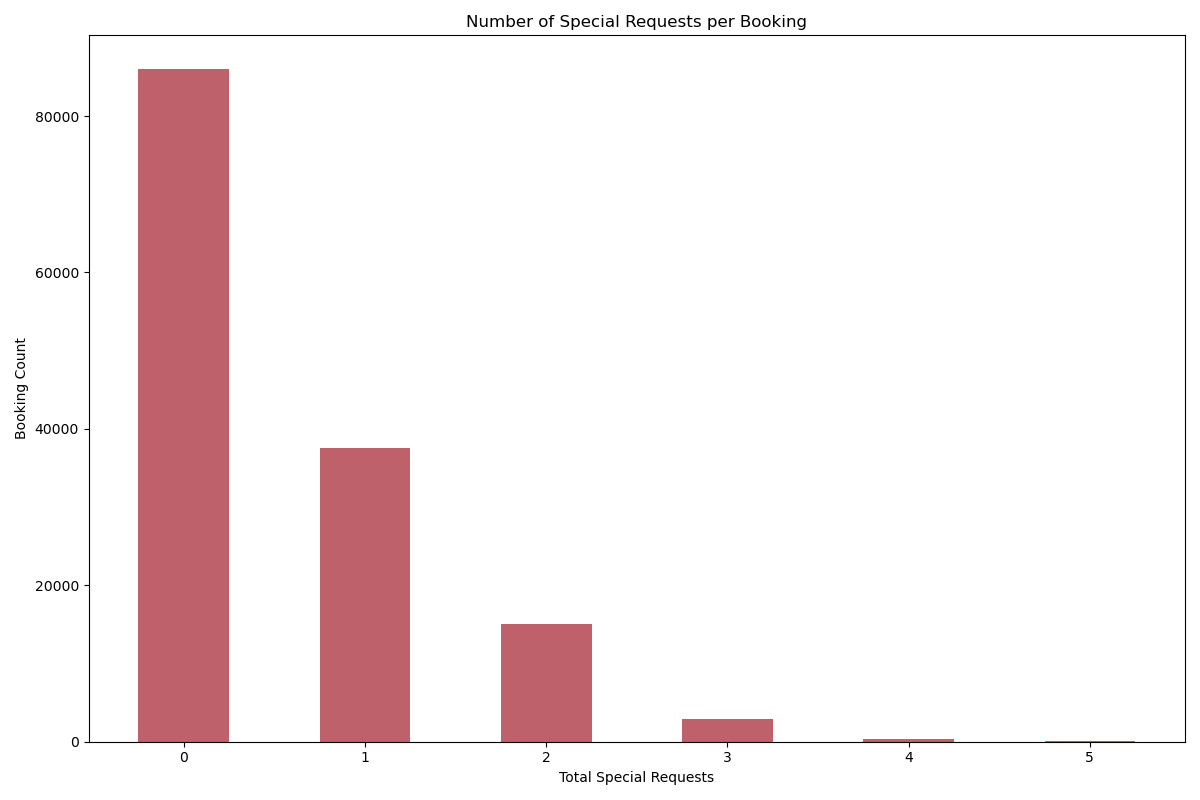 Number of Special Requests per Booking
80000
60000
40000
20000
0
Booking Count
0 1 2 3 4 5
Total Special Requests